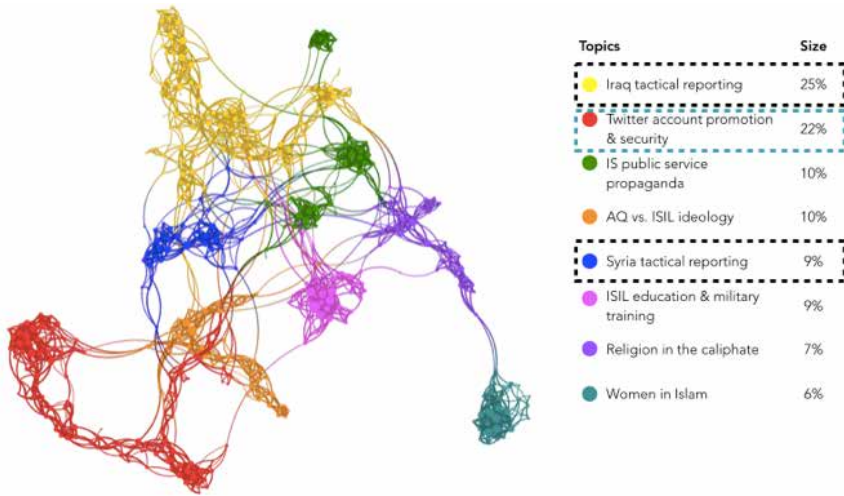 Topics Size
Iraq tactical reporting 25%
Twitter account promotion
& security 22%
IS public service
propaganda 10%
AQ vs. ISIL ideology 10%
Syria tactical reporting 9%
ISIL education & military
training 9%
Religion in the caliphate 7%
Women in Islam 6%